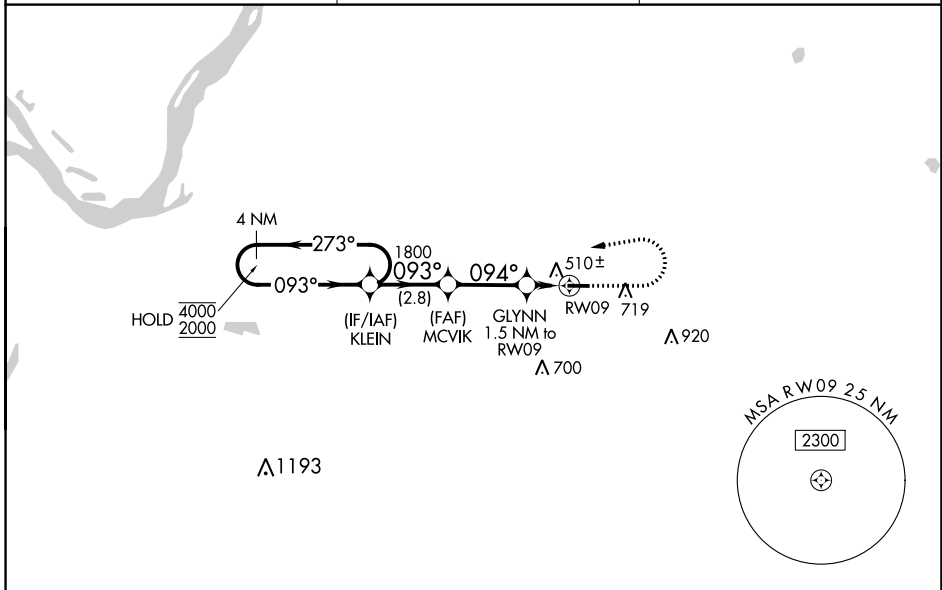 4 NM
273°
1800
093°
094°
510±
093°
(2.8)
RW09
719
HOLD 4000
2000
(IF/IAF)
KLEIN
(FAF)
MCVIK
GLYNN
1.5 NM to
RW09
920
700
MSA RW09 25 NM
2300
1193